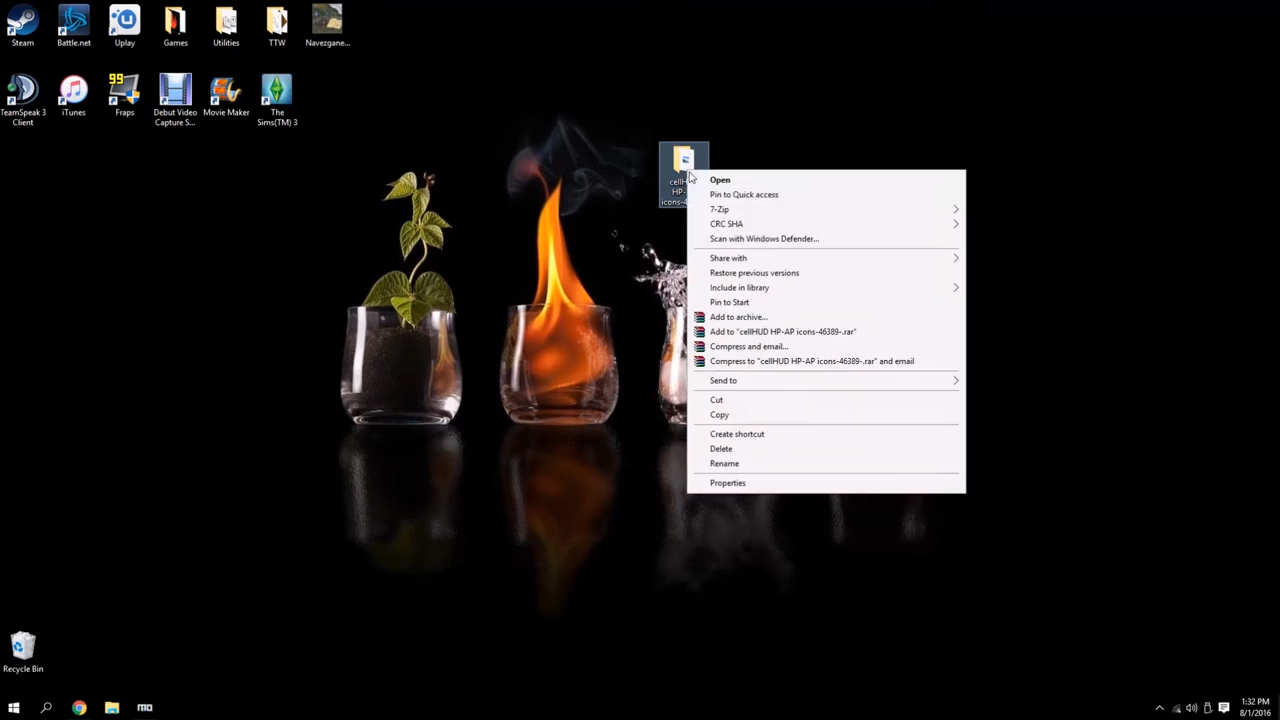 Steam
Battle.net
Uplay
Games
Utilities
TTW
Navezgane...
99
TeamSpeak 3
Client
iTunes
Fraps
Debut Video
Capture S...
Movie Maker
The
Sims(TM) 3
HP-
Open
Pin to Quick access
7-Zip
CRC SHA
Scan with Windows Defender...
Share with
Restore previous versions
Include in library
Pin to Start
Add to archive...
Add to "cellHUD HP-AP icons-46389-.rar"
Compress and email...
Compress to "cellHUD HP-AP icons-46389-.rar" and email
Send to
Cut
Copy
Create shortcut
Delete
Rename
Properties
Recycle Bin
mo
1:32 PM
8/1/2016